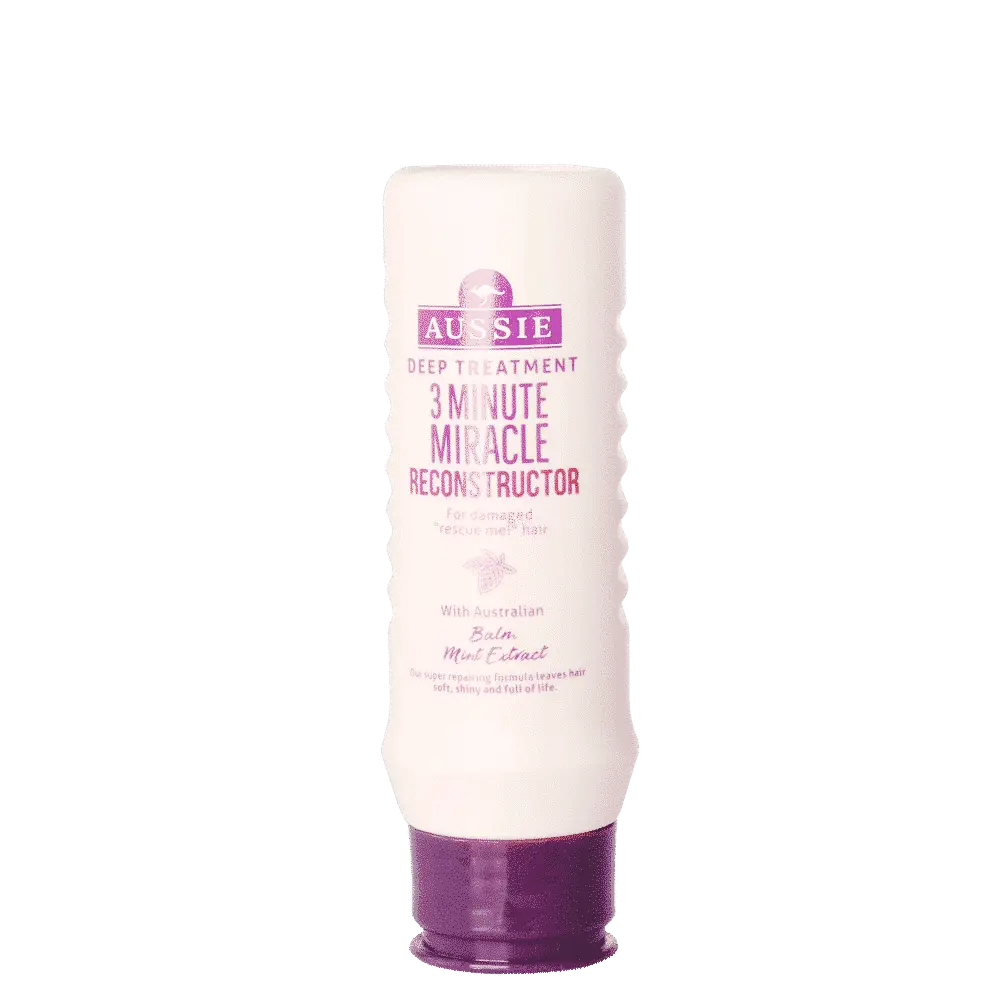 AUSSIE
DEEP TREATMENT
3 MINUTE
MIRACLE
RECONSTRUCTOR
For damaged
"rescue me!" hair
With Australian
Balm
Mint Extract
Our super repairing formula leaves hair
soft, shiny and full of life.